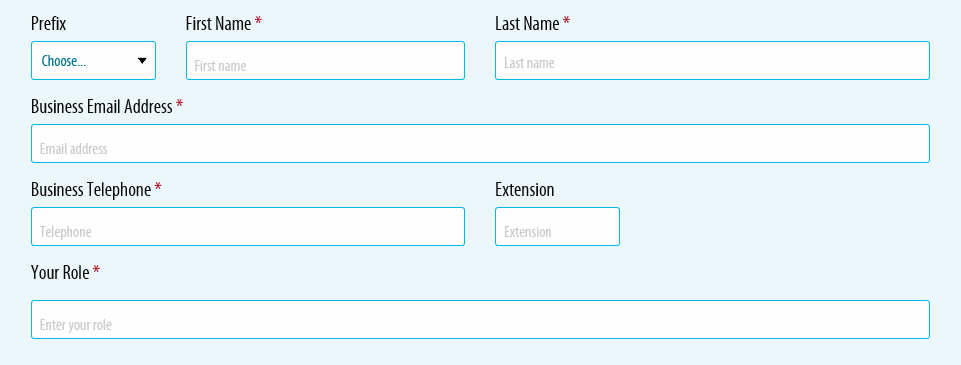 Prefix First Name * Last Name *
Choose... First name Last name
Business Email Address *
Email address
Business Telephone * Extension
Telephone Extension
Your Role *
Enter your role